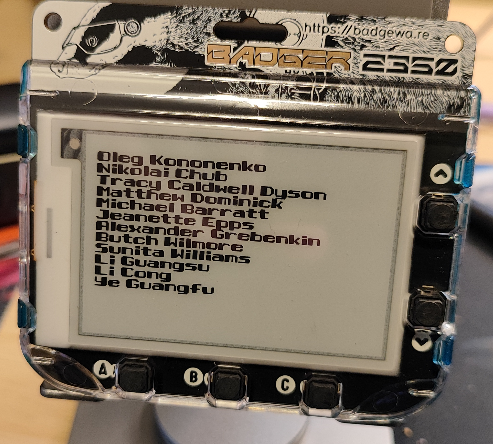 https://badgewa.re
BADGER 2350
Oleg Kononenko
Nikolai Chub
Tracy Caldwell Dyson
Matthew Dominick
Michael Barratt
Jeanette Epps
Alexander Grebenkin
Butch Wilmore
Sunita Williams
Li Guangsu
Li Cong
Ye Guangfu
A B C